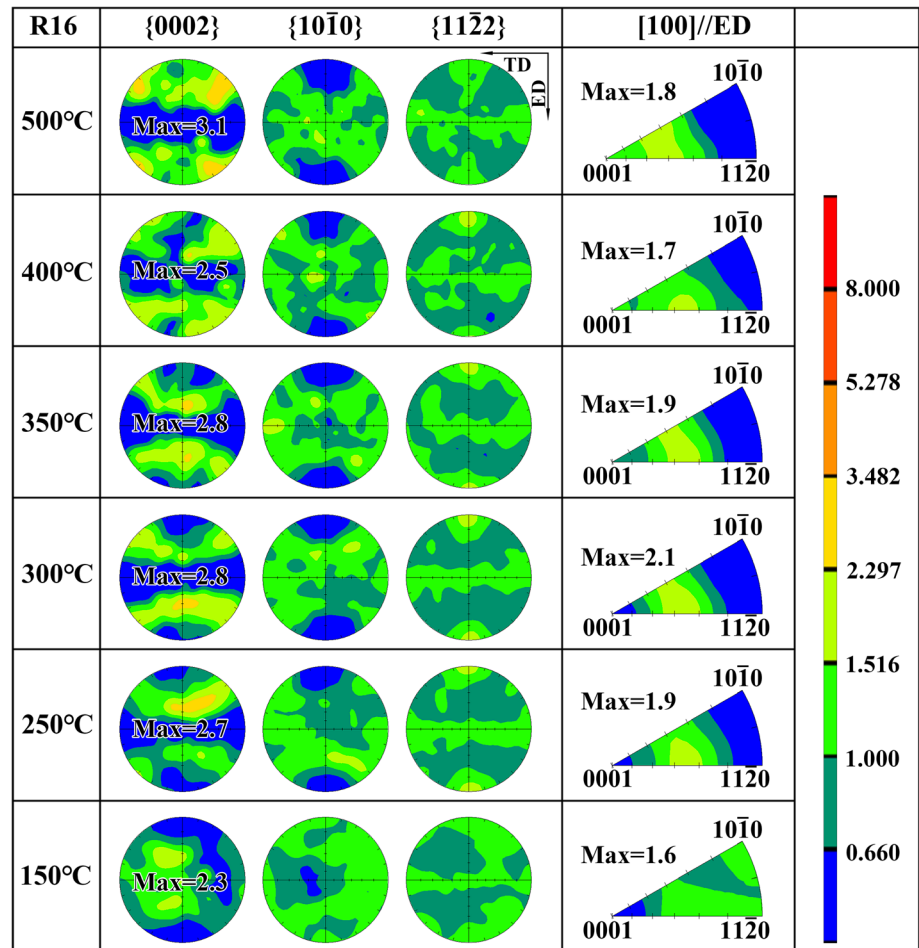 R16 {0002} {101̅0} {112̅2} [100]//ED
TD
ED
500°C Max=3.1 Max=1.8 101̅0
0001 112̅0
400°C Max=2.5 Max=1.7 101̅0
0001 112̅0
350°C Max=2.8 Max=1.9 101̅0
0001 112̅0
300°C Max=2.8 Max=2.1 101̅0
0001 112̅0
250°C Max=2.7 Max=1.9 101̅0
0001 112̅0
150°C Max=2.3 Max=1.6 101̅0
0001 112̅0
8.000
5.278
3.482
2.297
1.516
1.000
0.660